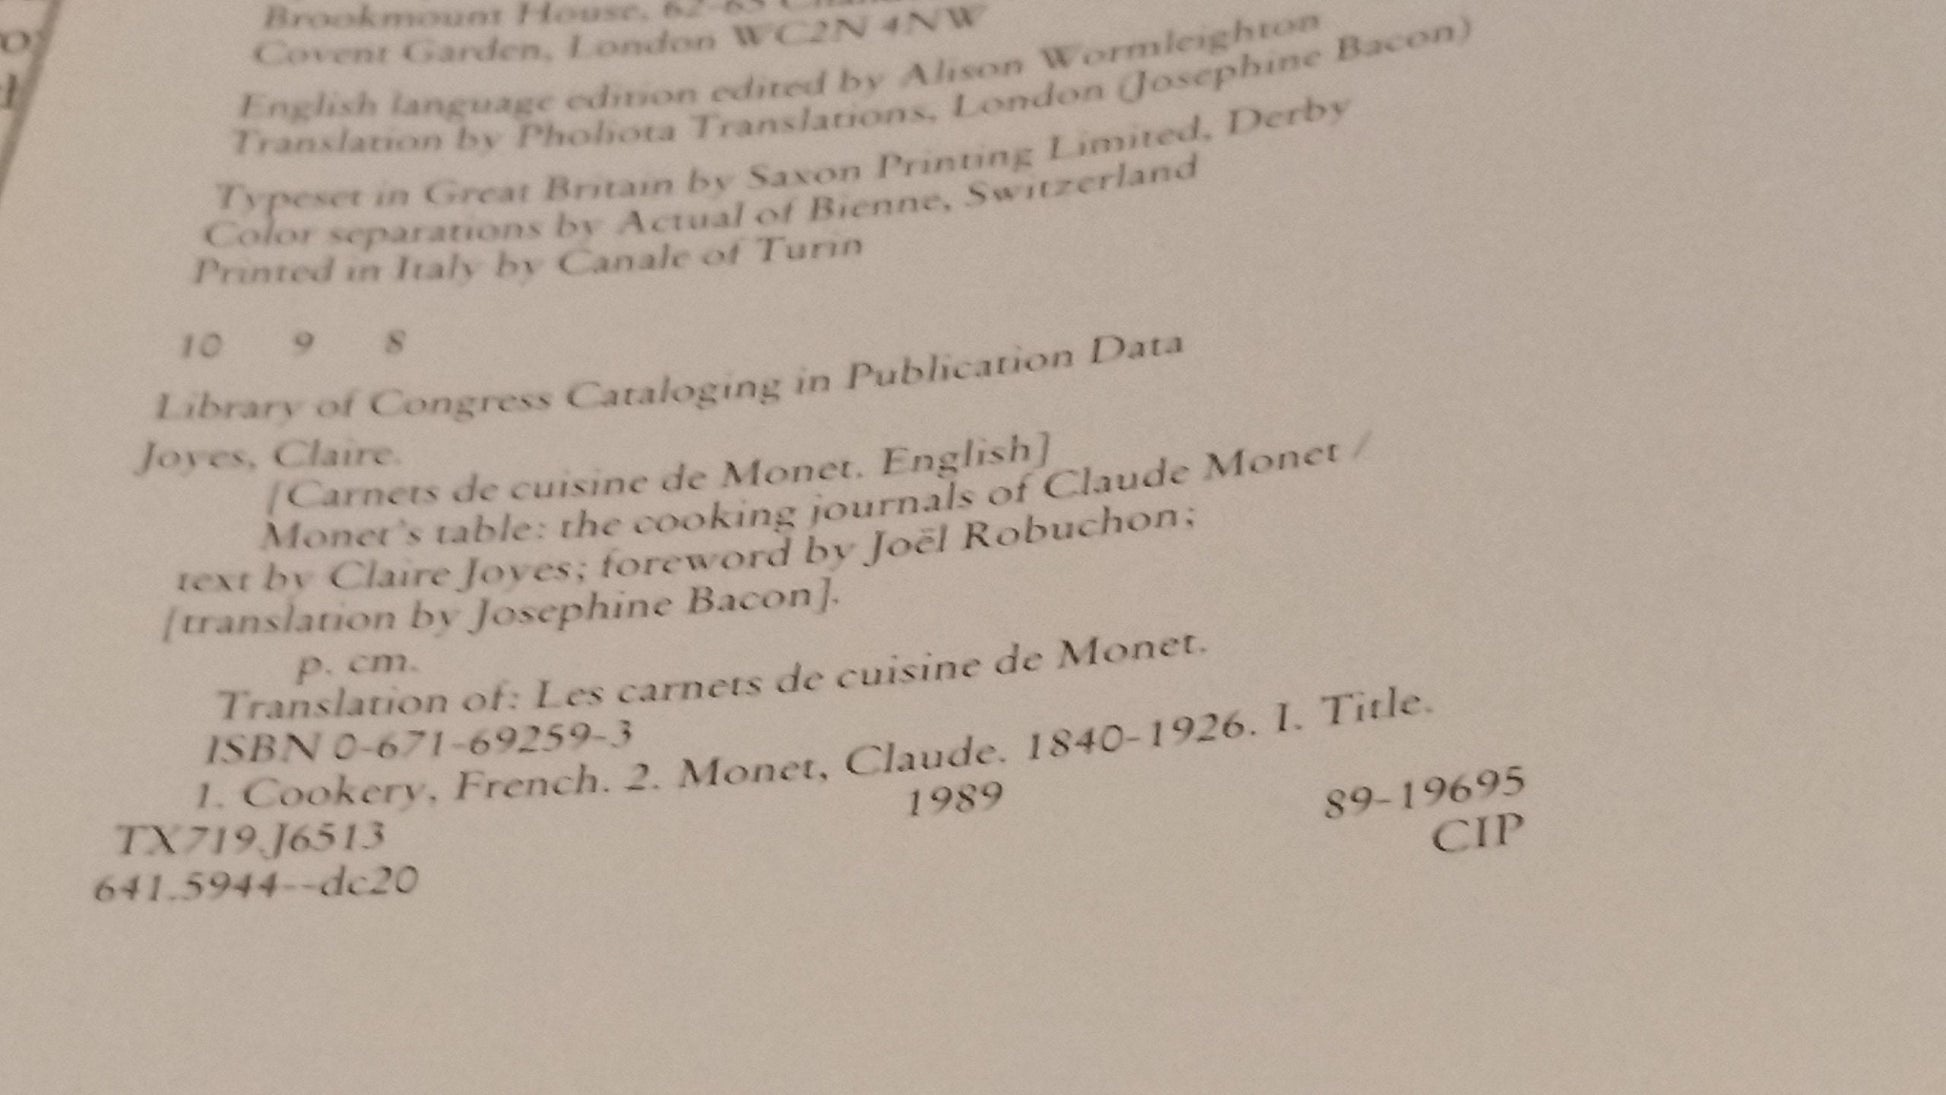 Brookmount House, 62-65
Covent Garden, London WC2N 4NW
English language edition edited by Alison Wormleighton
Translation by Pholiota Translations, London (Josephine Bacon)
Typeset in Great Britain by Saxon Printing Limited, Derby
Color separations by Actual of Bienne, Switzerland
Printed in Italy by Canale of Turin
10 9 8
Library of Congress Cataloging in Publication Data
Joyes, Claire.
[Carnets de cuisine de Monet. English]
Monet's table: the cooking journals of Claude Monet /
text by Claire Joyes; foreword by Joël Robuchon;
[translation by Josephine Bacon].
p. cm.
Translation of: Les carnets de cuisine de Monet.
ISBN 0-671-69259-3
1. Cookery, French. 2. Monet, Claude. 1840-1926. I. Title.
TX719.J6513 1989 89-19695
641.5944--dc20 CIP